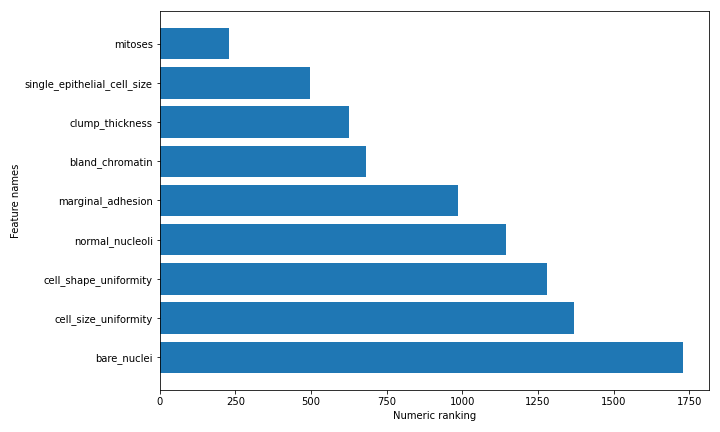 mitoses
single_epithelial_cell_size
clump_thickness
bland_chromatin
marginal_adhesion
normal_nucleoli
cell_shape_uniformity
cell_size_uniformity
bare_nuclei
Feature names
0 250 500 750 1000 1250 1500 1750
Numeric ranking